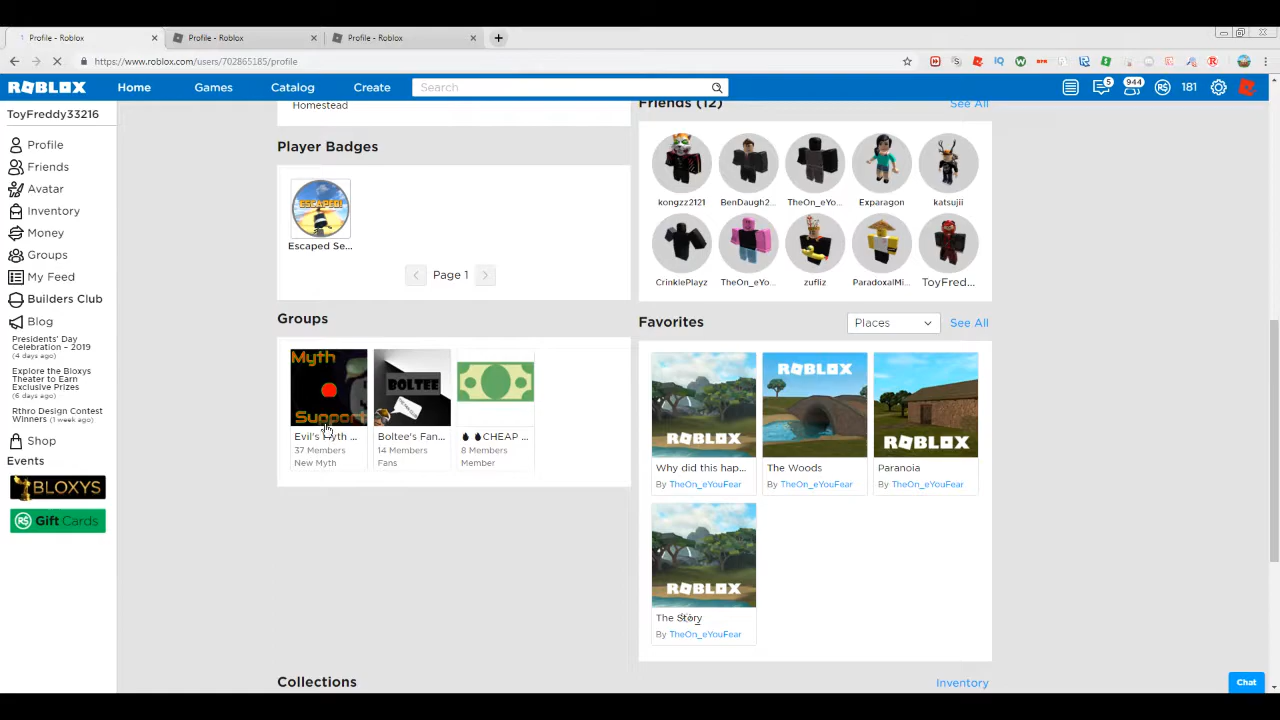 Profile - Roblox
Profile - Roblox
Profile - Roblox
https://www.roblox.com/users/702865185/profile
ROBLOX
Home
Games
Catalog
Create
Search
5
944
181
ToyFreddy33216
Profile
Friends
Avatar
Inventory
Money
Groups
My Feed
Builders Club
Blog
Presidents' Day
Celebration – 2019
(4 days ago)
Explore the Bloxys
Theater to Earn
Exclusive Prizes
(6 days ago)
Rthro Design Contest
Winners (1 week ago)
Shop
Events
BLOXYS
Gift Cards
Homestead
Player Badges
ESCAPED!
Escaped Se...
Page 1
Groups
Myth
Support
Evil's Myth ...
37 Members
New Myth
BOLTEE
Boltee's Fan...
14 Members
Fans
CHEAP ...
8 Members
Member
Friends (12)
See All
kongzz2121
BenDaugh2...
TheOn_eYo...
Exparagon
katsujii
CrinklePlayz
TheOn_eYo...
zufliz
ParadoxalMi...
ToyFred...
Favorites
Places
See All
ROBLOX
Why did this hap...
By TheOn_eYouFear
ROBLOX
The Woods
By TheOn_eYouFear
ROBLOX
Paranoia
By TheOn_eYouFear
ROBLOX
The Story
By TheOn_eYouFear
Collections
Inventory
Chat